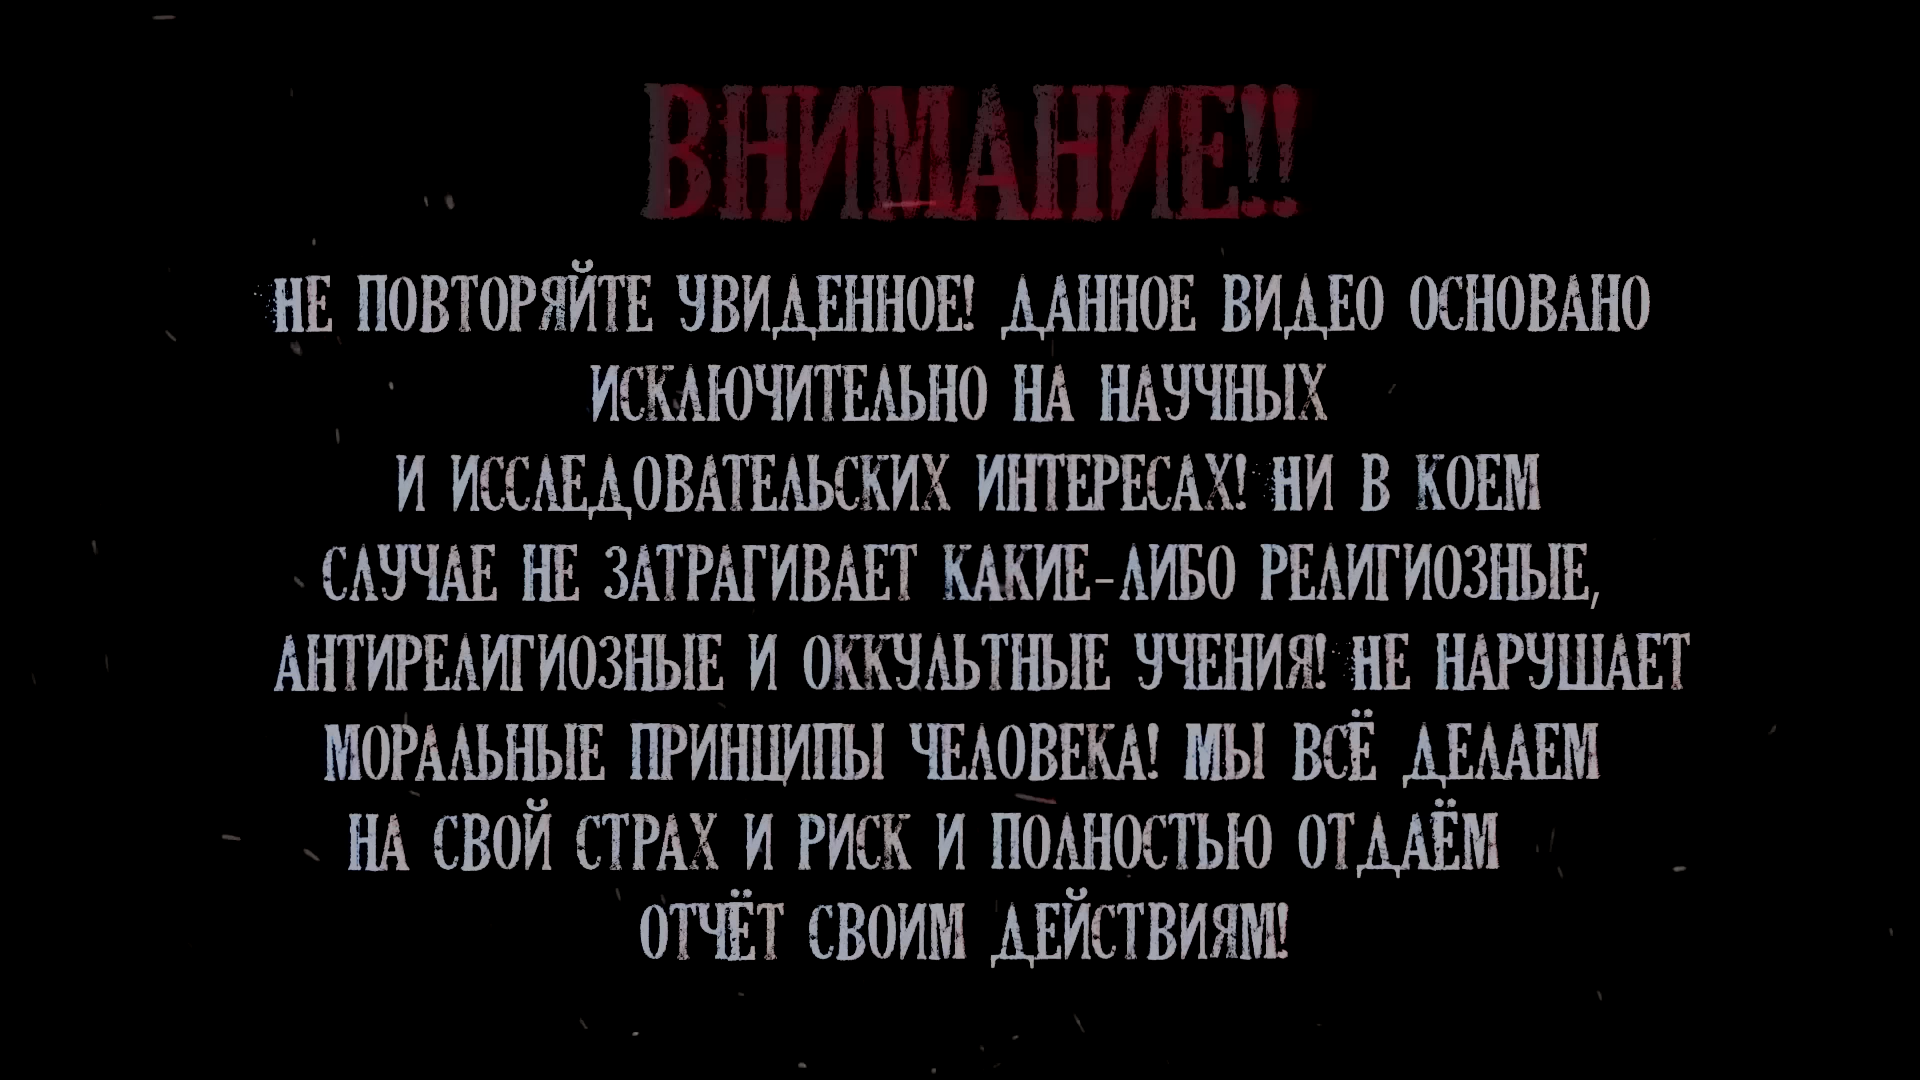 ВНИМАНИЕ!!
НЕ ПОВТОРЯЙТЕ УВИДЕННОЕ! ДАННОЕ ВИДЕО ОСНОВАНО
ИСКЛЮЧИТЕЛЬНО НА НАУЧНЫХ
И ИССЛЕДОВАТЕЛЬСКИХ ИНТЕРЕСАХ! НИ В КОЕМ
СЛУЧАЕ НЕ ЗАТРАГИВАЕТ КАКИЕ-ЛИБО РЕЛИГИОЗНЫЕ,
АНТИРЕЛИГИОЗНЫЕ И ОККУЛЬТНЫЕ УЧЕНИЯ! НЕ НАРУШАЕТ
МОРАЛЬНЫЕ ПРИНЦИПЫ ЧЕЛОВЕКА! МЫ ВСЁ ДЕЛАЕМ
НА СВОЙ СТРАХ И РИСК И ПОЛНОСТЬЮ ОТДАЁМ
ОТЧЁТ СВОИМ ДЕЙСТВИЯМ!